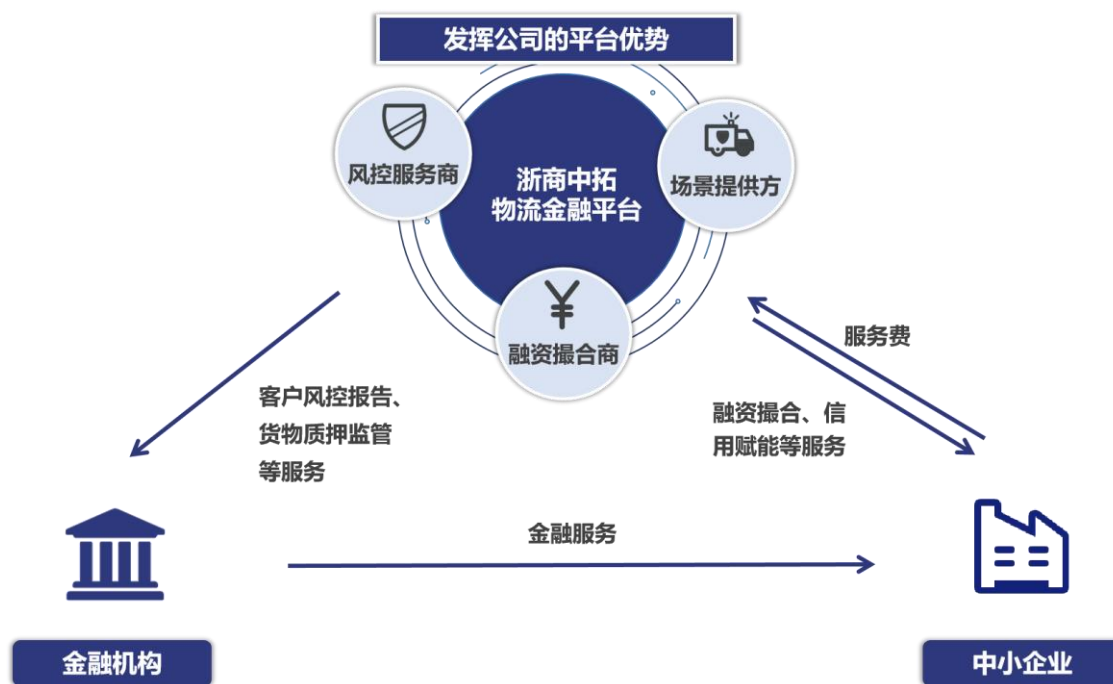 发挥公司的平台优势
风控服务商
浙商中拓
物流金融平台
场景提供方
¥
融资撮合商
服务费
客户风控报告、
货物质押监管
等服务
融资撮合、信
用赋能等服务
金融服务
金融机构
中小企业